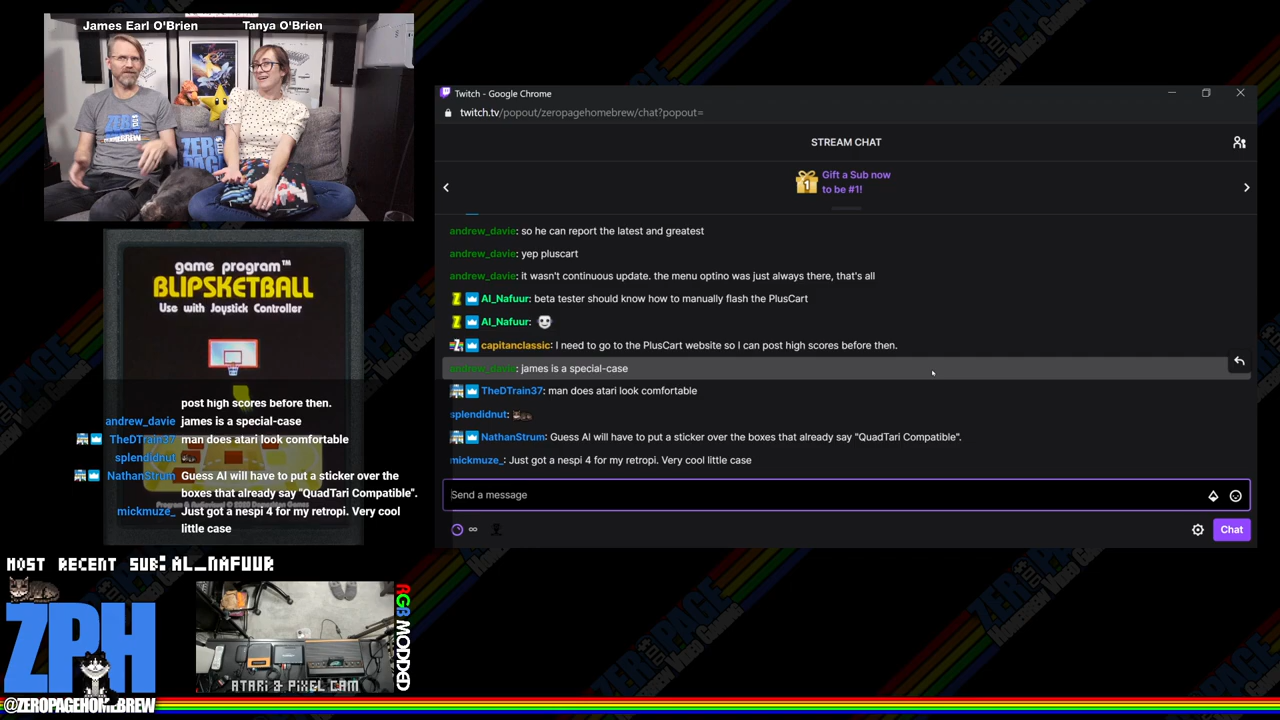 James Earl O'Brien
Tanya O'Brien
ZERO
PAGE
game program™
BLIPSKETBALL
Use with Joystick Controller
post high scores before then.
andrew_davie james is a special-case
TheDTrain37 man does atari look comfortable
splendidnut
NathanStrum Guess Al will have to put a sticker over the
boxes that already say "QuadTari Compatible".
mickmuze_ Just got a nespi 4 for my retropi. Very cool
little case
MOST RECENT SUB: AL_NAFUUR
ZPH
@ZEROPAGEHOMEBREW
RGB MODDED
ATARI & PIXEL CAM
Twitch - Google Chrome
twitch.tv/popout/zeropagehomebrew/chat?popout=
STREAM CHAT
1
Gift a Sub now
to be #1!
andrew_davie: so he can report the latest and greatest
andrew_davie: yep pluscart
andrew_davie: it wasn't continuous update. the menu optino was just always there, that's all
Al_Nafuur: beta tester should know how to manually flash the PlusCart
Al_Nafuur:
capitanclassic: I need to go to the PlusCart website so I can post high scores before then.
andrew_davie: james is a special-case
TheDTrain37: man does atari look comfortable
splendidnut:
NathanStrum: Guess Al will have to put a sticker over the boxes that already say "QuadTari Compatible".
mickmuze_: Just got a nespi 4 for my retropi. Very cool little case
Send a message
Chat